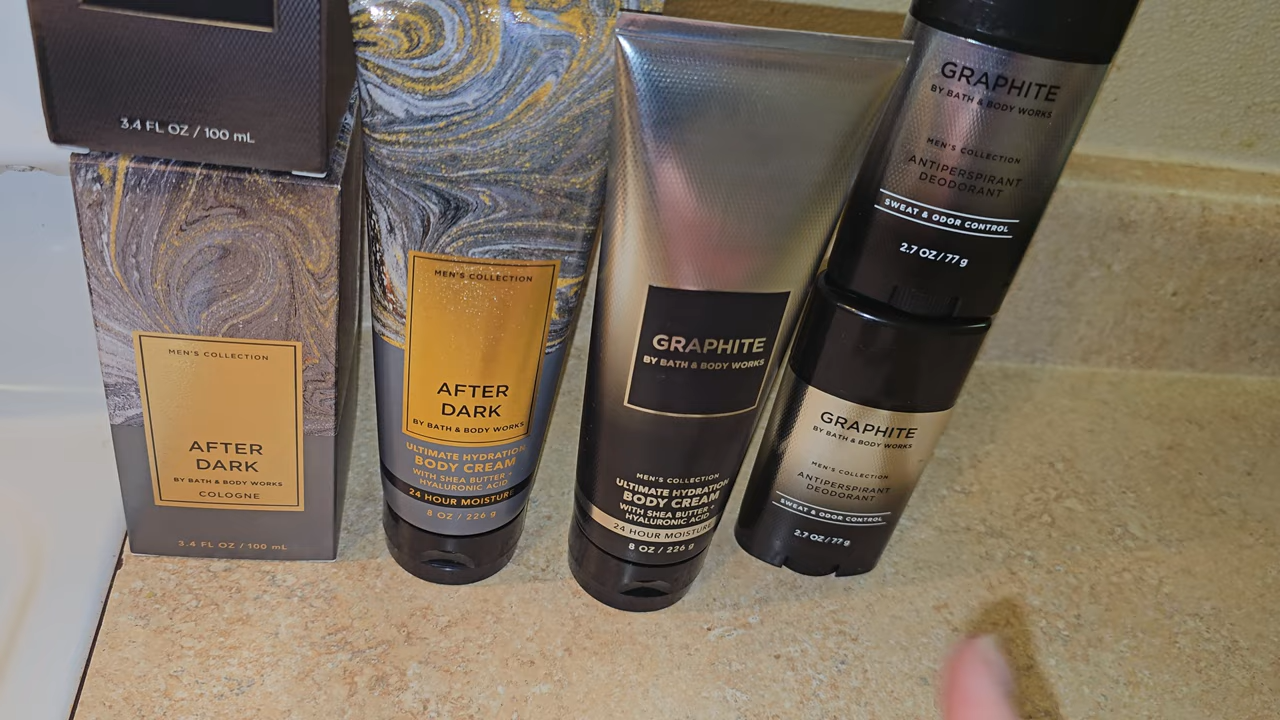 3.4 FL OZ / 100 mL
MEN'S COLLECTION
AFTER
DARK
BY BATH & BODY WORKS
COLOGNE
3.4 FL OZ / 100 mL
MEN'S COLLECTION
AFTER
DARK
BY BATH & BODY WORKS
ULTIMATE HYDRATION
BODY CREAM
WITH SHEA BUTTER +
HYALURONIC ACID
24 HOUR MOISTURE
8 OZ / 226 g
GRAPHITE
BY BATH & BODY WORKS
MEN'S COLLECTION
ULTIMATE HYDRATION
BODY CREAM
WITH SHEA BUTTER +
HYALURONIC ACID
24 HOUR MOISTURE
8 OZ / 226 g
GRAPHITE
BY BATH & BODY WORKS
MEN'S COLLECTION
ANTIPERSPIRANT
DEODORANT
SWEAT & ODOR CONTROL
2.7 OZ / 77 g
GRAPHITE
BY BATH & BODY WORKS
MEN'S COLLECTION
ANTIPERSPIRANT
DEODORANT
SWEAT & ODOR CONTROL
2.7 OZ / 77 g